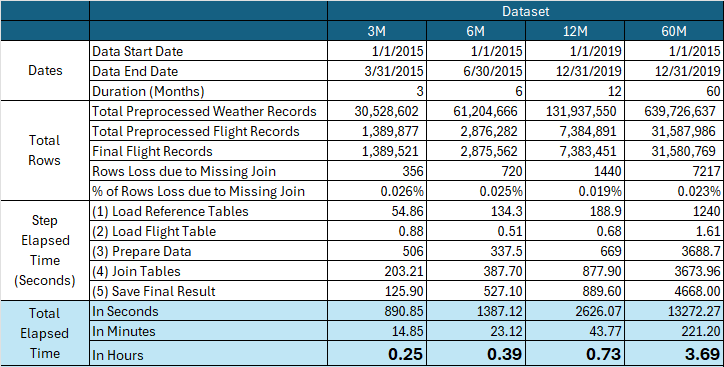 Dataset
3M 6M 12M 60M
Dates
Data Start Date 1/1/2015 1/1/2015 1/1/2019 1/1/2015
Data End Date 3/31/2015 6/30/2015 12/31/2019 12/31/2019
Duration (Months) 3 6 12 60
Total Rows
Total Preprocessed Weather Records 30,528,602 61,204,666 131,937,550 639,726,637
Total Preprocessed Flight Records 1,389,877 2,876,282 7,384,891 31,587,986
Final Flight Records 1,389,521 2,875,562 7,383,451 31,580,769
Rows Loss due to Missing Join 356 720 1440 7217
% of Rows Loss due to Missing Join 0.026% 0.025% 0.019% 0.023%
Step Elapsed Time (Seconds)
(1) Load Reference Tables 54.86 134.3 188.9 1240
(2) Load Flight Table 0.88 0.51 0.68 1.61
(3) Prepare Data 506 337.5 669 3688.7
(4) Join Tables 203.21 387.70 877.90 3673.96
(5) Save Final Result 125.90 527.10 889.60 4668.00
Total Elapsed Time
In Seconds 890.85 1387.12 2626.07 13272.27
In Minutes 14.85 23.12 43.77 221.20
In Hours 0.25 0.39 0.73 3.69